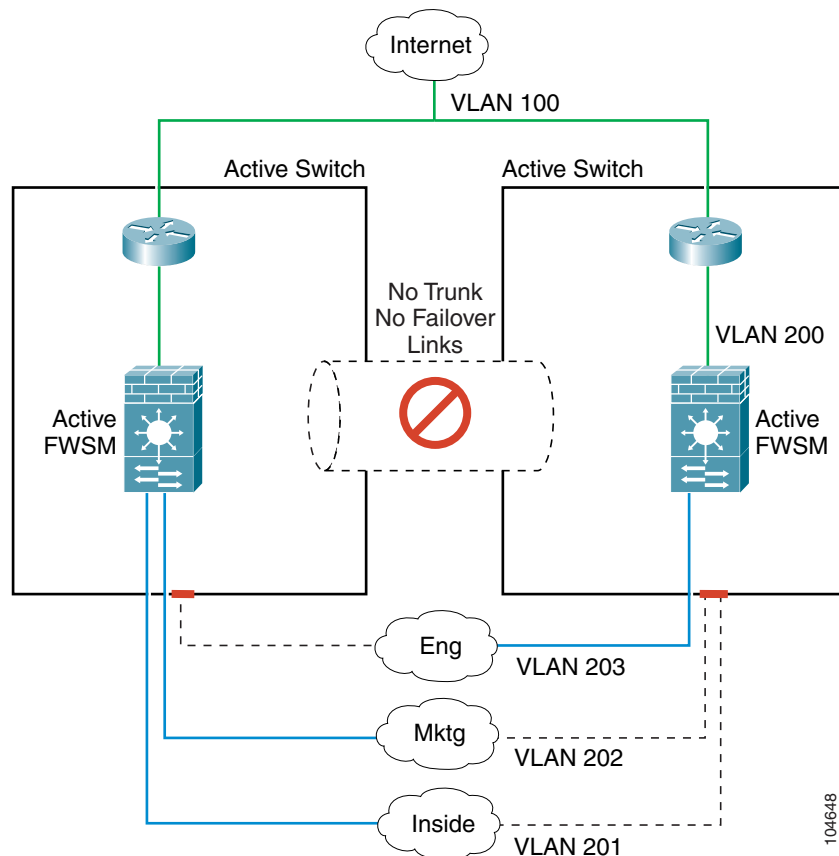 Internet
VLAN 100
Active Switch
Active Switch
No Trunk
No Failover
Links
VLAN 200
Active
FWSM
Active
FWSM
Eng
VLAN 203
Mktg
VLAN 202
Inside
VLAN 201
104648